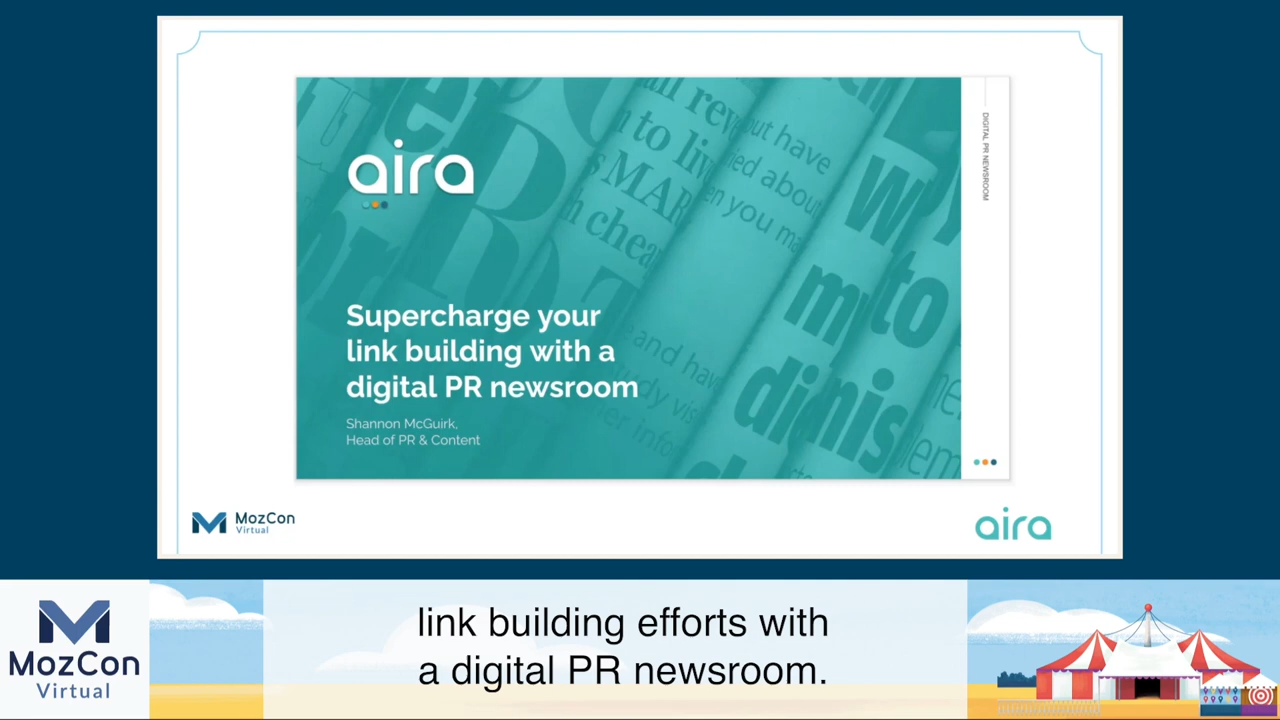 aira
Supercharge your
link building with a
digital PR newsroom
Shannon McGuirk,
Head of PR & Content
DIGITAL PR NEWSROOM
MozCon
Virtual
aira
MozCon
Virtual
link building efforts with
a digital PR newsroom.